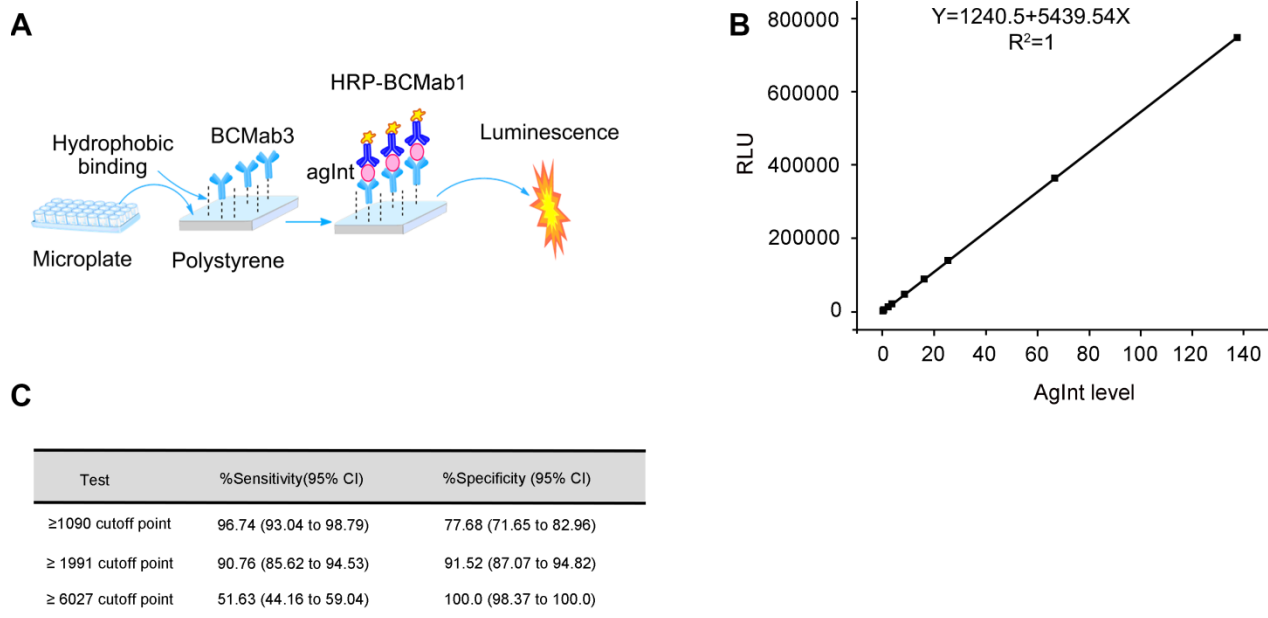 A
HRP-BCMab1
Hydrophobic
binding
BCMab3
agInt
Luminescence
Microplate
Polystyrene
B
Y=1240.5+5439.54X
R²=1
800000
600000
400000
200000
0
RLU
0 20 40 60 80 100 120 140
AgInt level
C
Test %Sensitivity(95% CI) %Specificity (95% CI)
≥1090 cutoff point 96.74 (93.04 to 98.79) 77.68 (71.65 to 82.96)
≥ 1991 cutoff point 90.76 (85.62 to 94.53) 91.52 (87.07 to 94.82)
≥ 6027 cutoff point 51.63 (44.16 to 59.04) 100.0 (98.37 to 100.0)